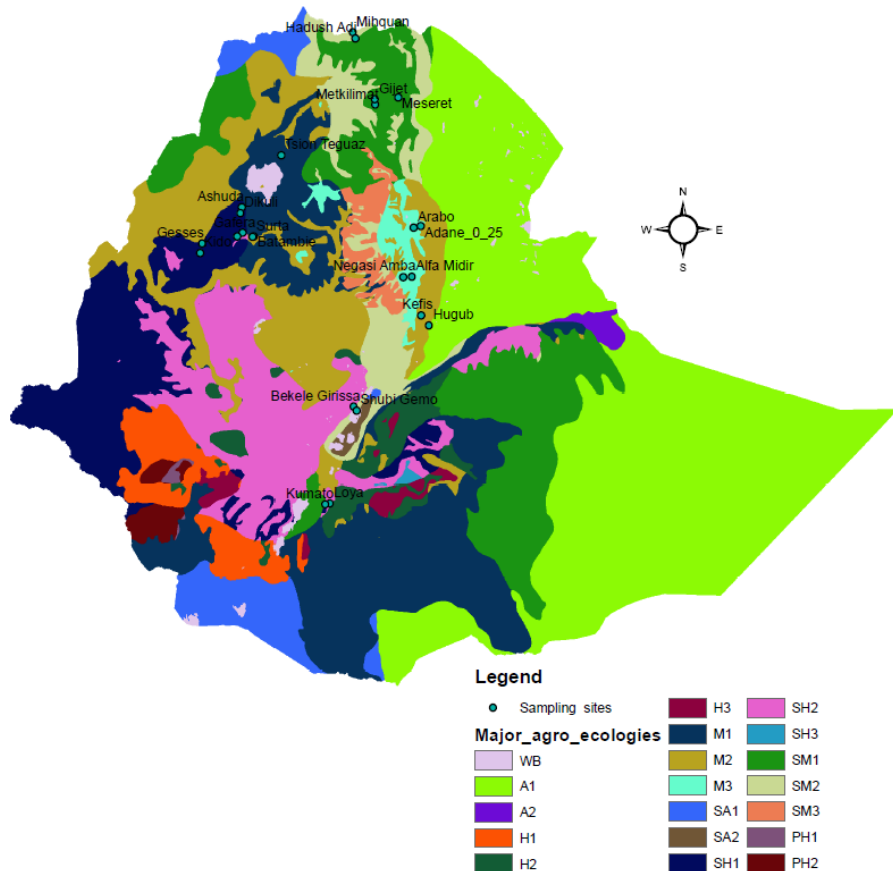 Hadush Adi Mihquan
Metkilimat Gijet
Meseret
Tsion Teguaz
Ashuda
Dikuli
Surta
Gesses
Batambie
Arabo
Adane_0_25
Negasi Amba Alfa Midir
Kefis
Hugub
Bekele Girissa
Shubi Gemo
Kumato Loya
N
W E
S
Legend
Sampling sites
Major_agro_ecologies
WB
A1
A2
H1
H2
H3
M1
M2
M3
SA1
SA2
SH1
SH2
SH3
SM1
SM2
SM3
PH1
PH2